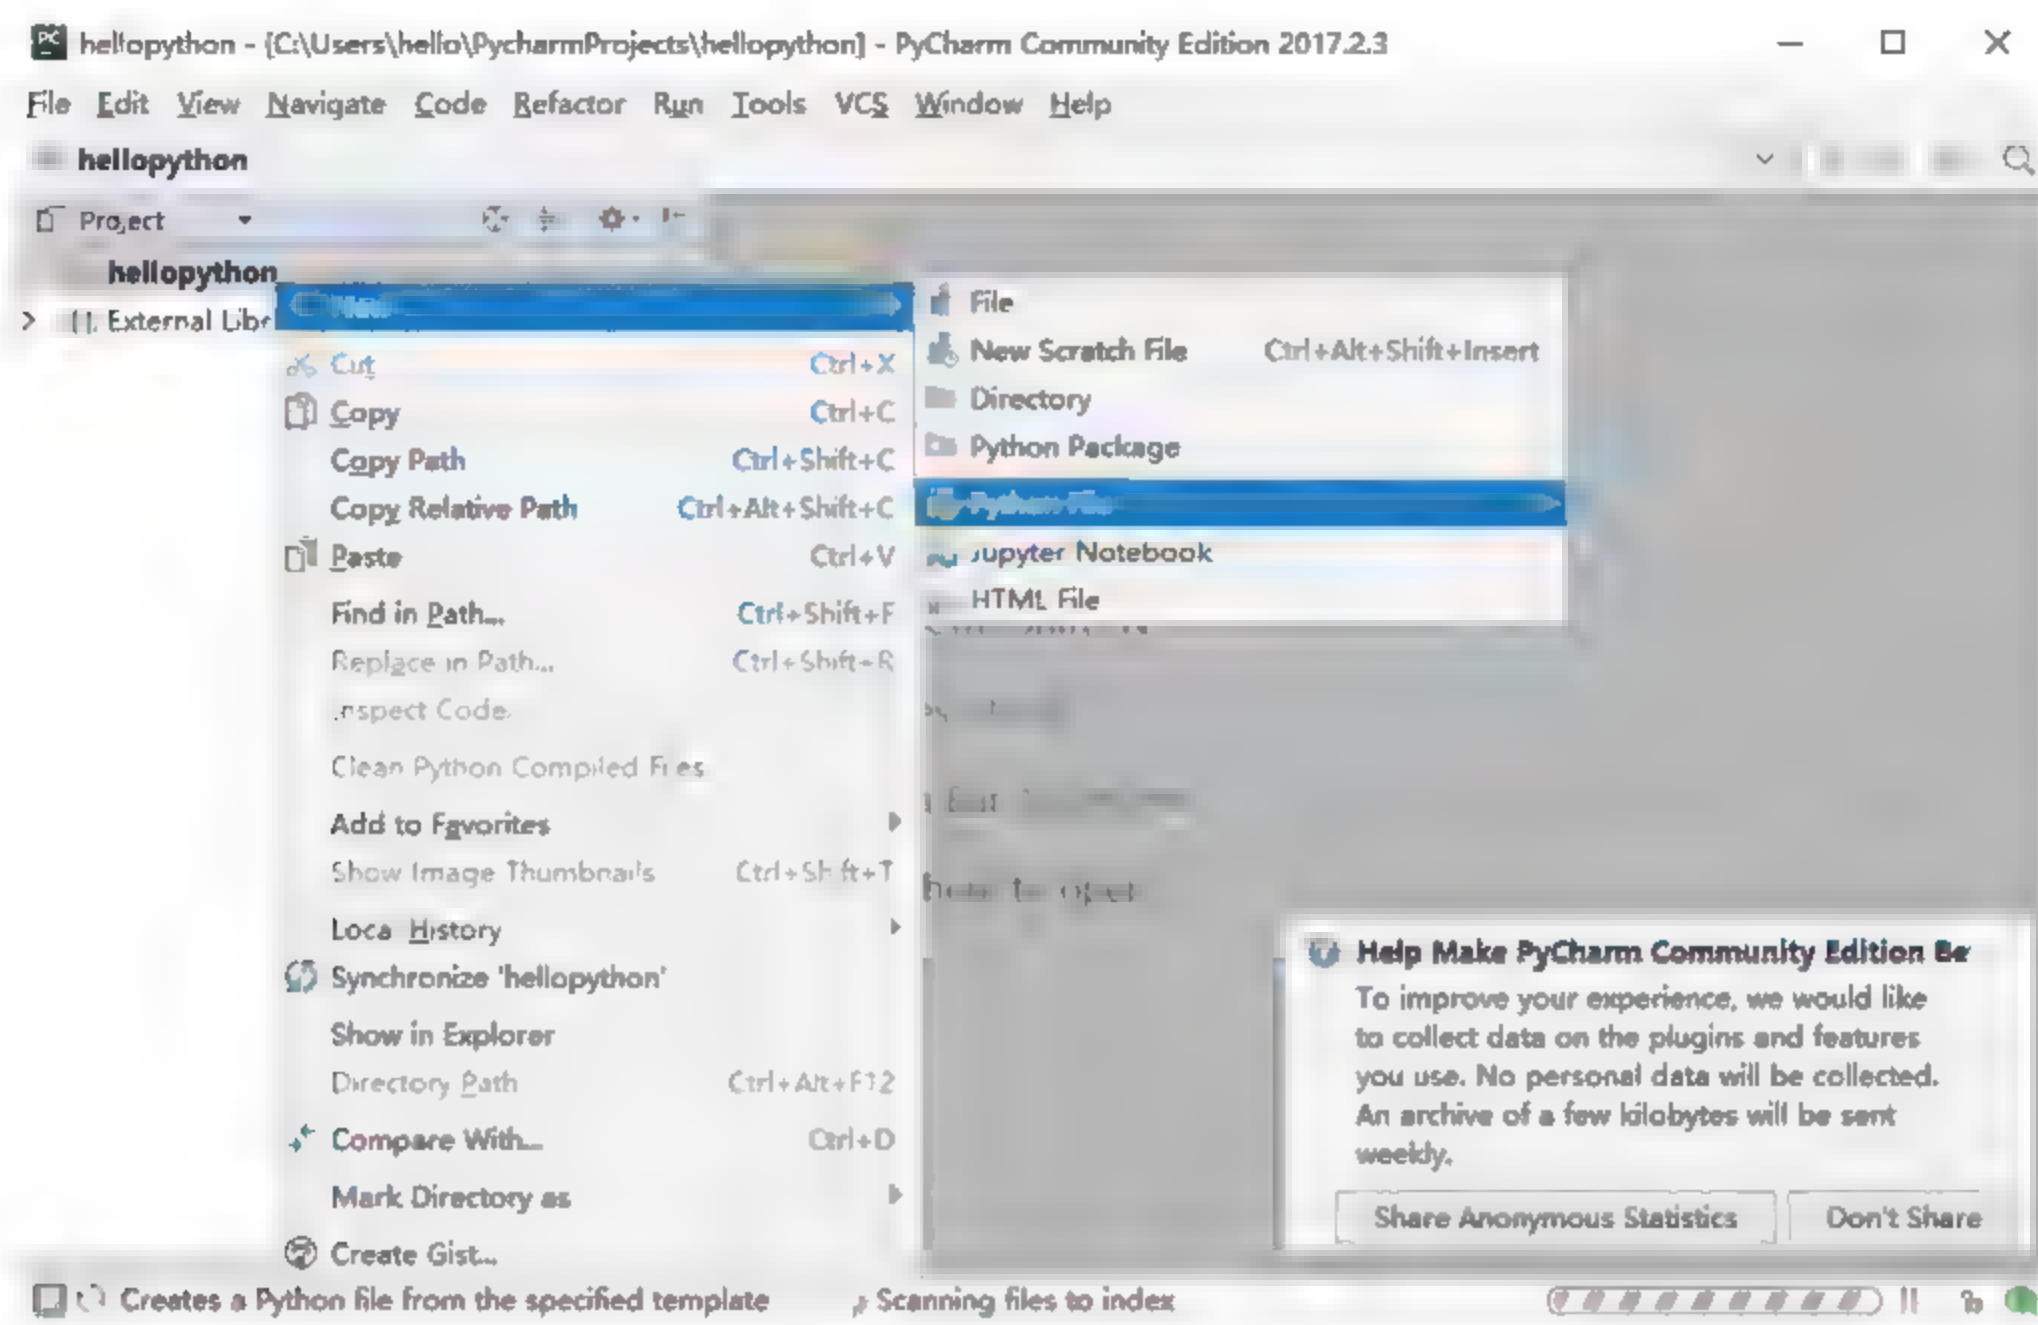 hellopython - [C:\Users\hello\PycharmProjects\hellopython] - PyCharm Community Edition 2017.2.3
File Edit View Navigate Code Refactor Run Tools VCS Window Help
hellopython
Project
hellopython
External Libr
Cut Ctrl+X
Copy Ctrl+C
Copy Path Ctrl+Shift+C
Copy Relative Path Ctrl+Alt+Shift+C
Paste Ctrl+V
Find in Path... Ctrl+Shift+F
Replace in Path... Ctrl+Shift+R
Inspect Code
Clean Python Compiled Files
Add to Favorites
Show Image Thumbnails Ctrl+Shift+T
Local History
Synchronize 'hellopython'
Show in Explorer
Directory Path Ctrl+Alt+F12
Compare With... Ctrl+D
Mark Directory as
Create Gist...
File
New Scratch File Ctrl+Alt+Shift+Insert
Directory
Python Package
Python File
Jupyter Notebook
HTML File
Help Make PyCharm Community Edition Be
To improve your experience, we would like
to collect data on the plugins and features
you use. No personal data will be collected.
An archive of a few kilobytes will be sent
weekly.
Share Anonymous Statistics Don't Share
Creates a Python file from the specified template Scanning files to index